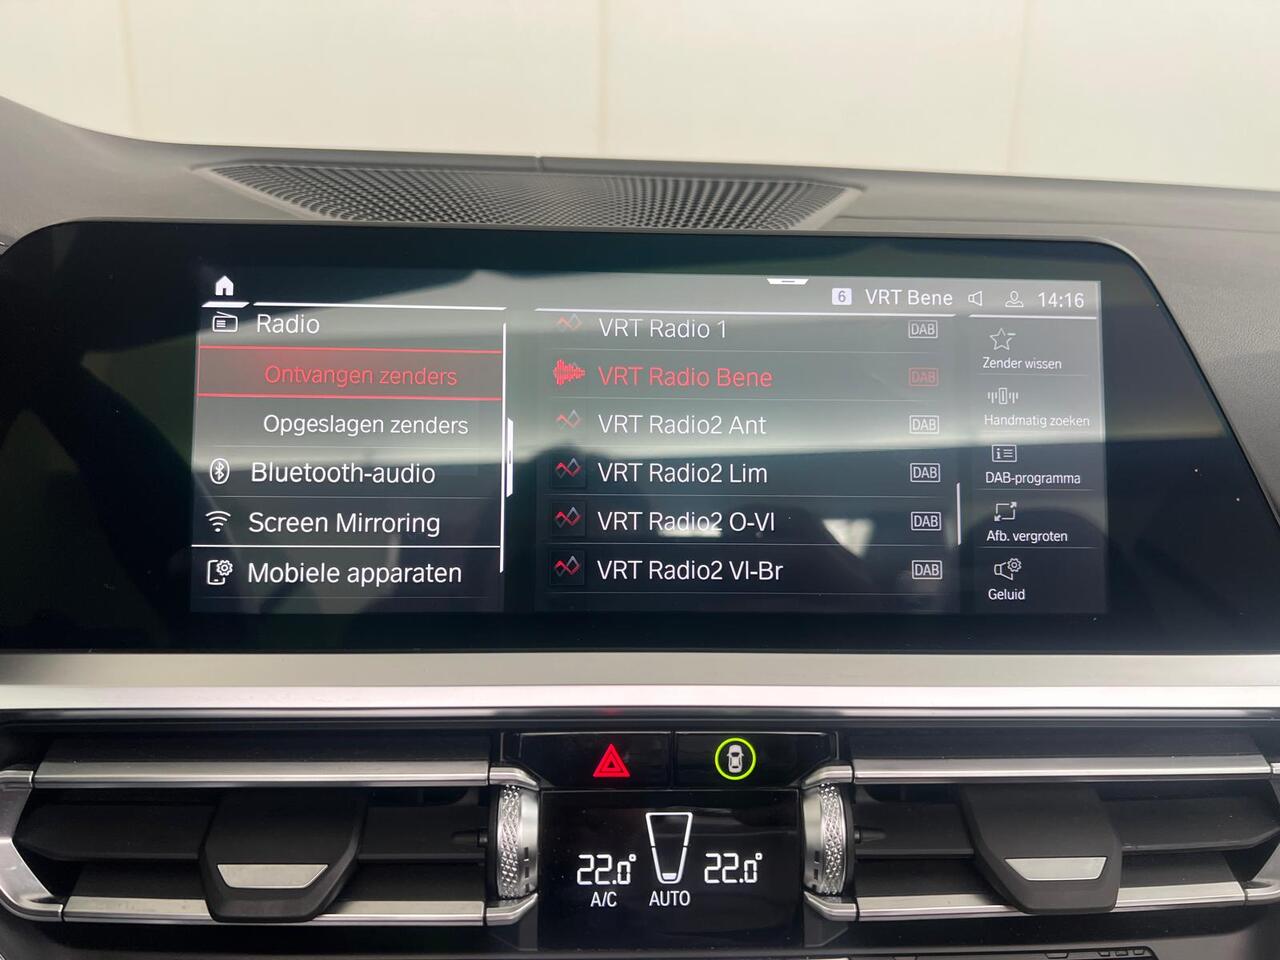 6 VRT Bene 14:16
Radio
Ontvangen zenders
Opgeslagen zenders
Bluetooth-audio
Screen Mirroring
Mobiele apparaten
VRT Radio 1 DAB
VRT Radio Bene DAB
VRT Radio2 Ant DAB
VRT Radio2 Lim DAB
VRT Radio2 O-Vl DAB
VRT Radio2 Vl-Br DAB
Zender wissen
Handmatig zoeken
DAB-programma
Afb. vergroten
Geluid
22.0° 22.0°
A/C AUTO